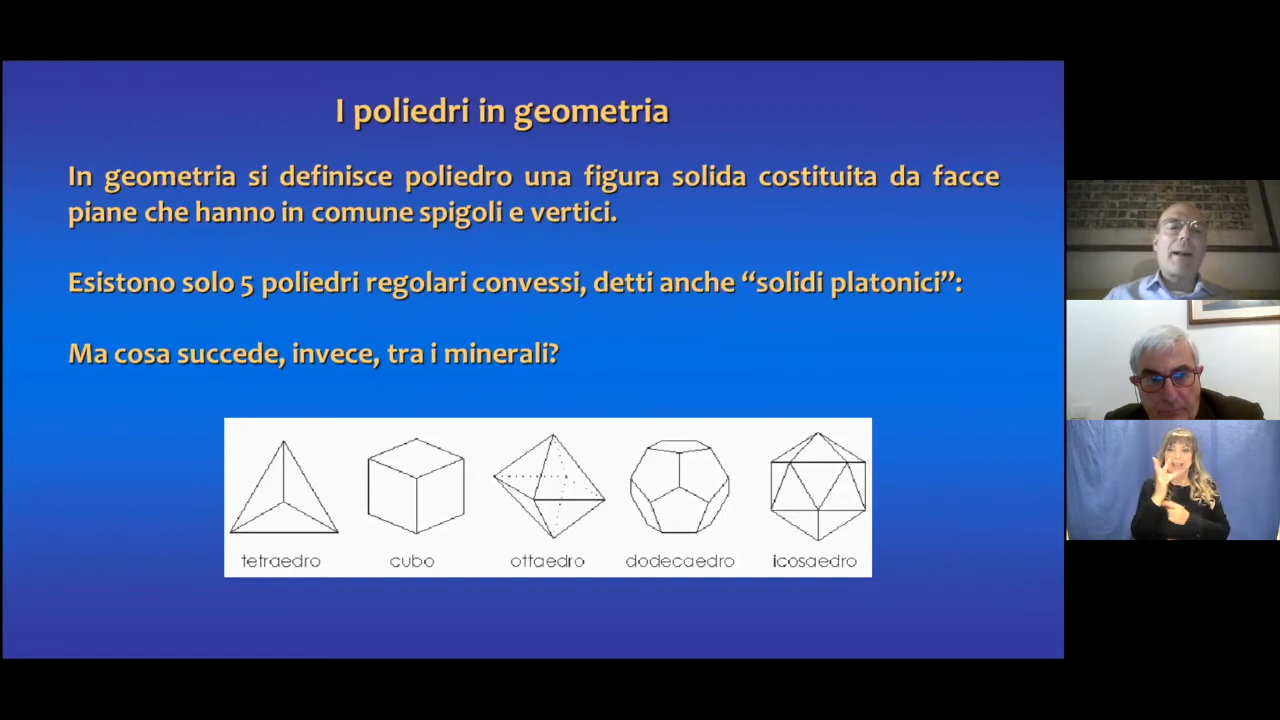 I poliedri in geometria
In geometria si definisce poliedro una figura solida costituita da facce
piane che hanno in comune spigoli e vertici.
Esistono solo 5 poliedri regolari convessi, detti anche “solidi platonici”:
Ma cosa succede, invece, tra i minerali?
tetraedro cubo ottaedro dodecaedro icosaedro